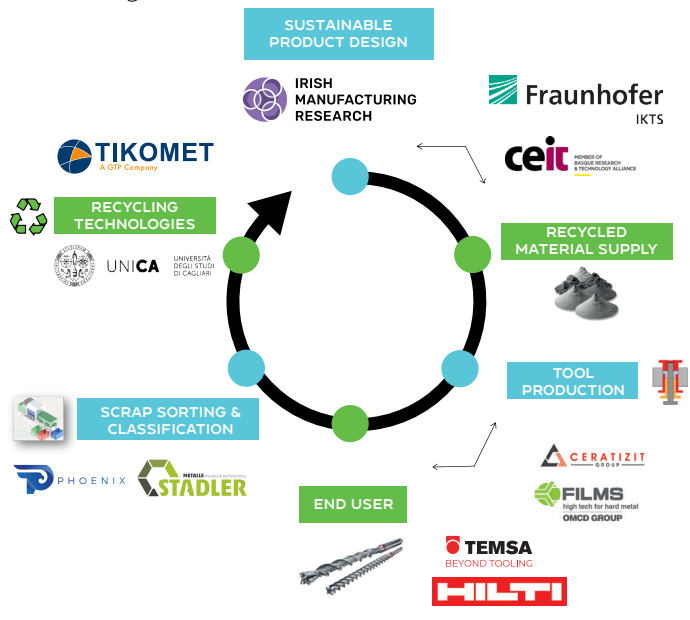 SUSTAINABLE
PRODUCT DESIGN
IRISH
MANUFACTURING
RESEARCH
Fraunhofer
IKTS
ceit
MEMBER OF
BASQUE RESEARCH
& TECHNOLOGY ALLIANCE
TIKOMET
A GTP Company
RECYCLING
TECHNOLOGIES
UNICA
UNIVERSITÀ
DEGLI STUDI
DI CAGLIARI
RECYCLED
MATERIAL SUPPLY
TOOL
PRODUCTION
SCRAP SORTING &
CLASSIFICATION
PHOENIX
METALLE
STADLER
CERATIZIT
GROUP
FILMS
high tech for hard metal
OMCD GROUP
END USER
TEMSA
BEYOND TOOLING
HILTI